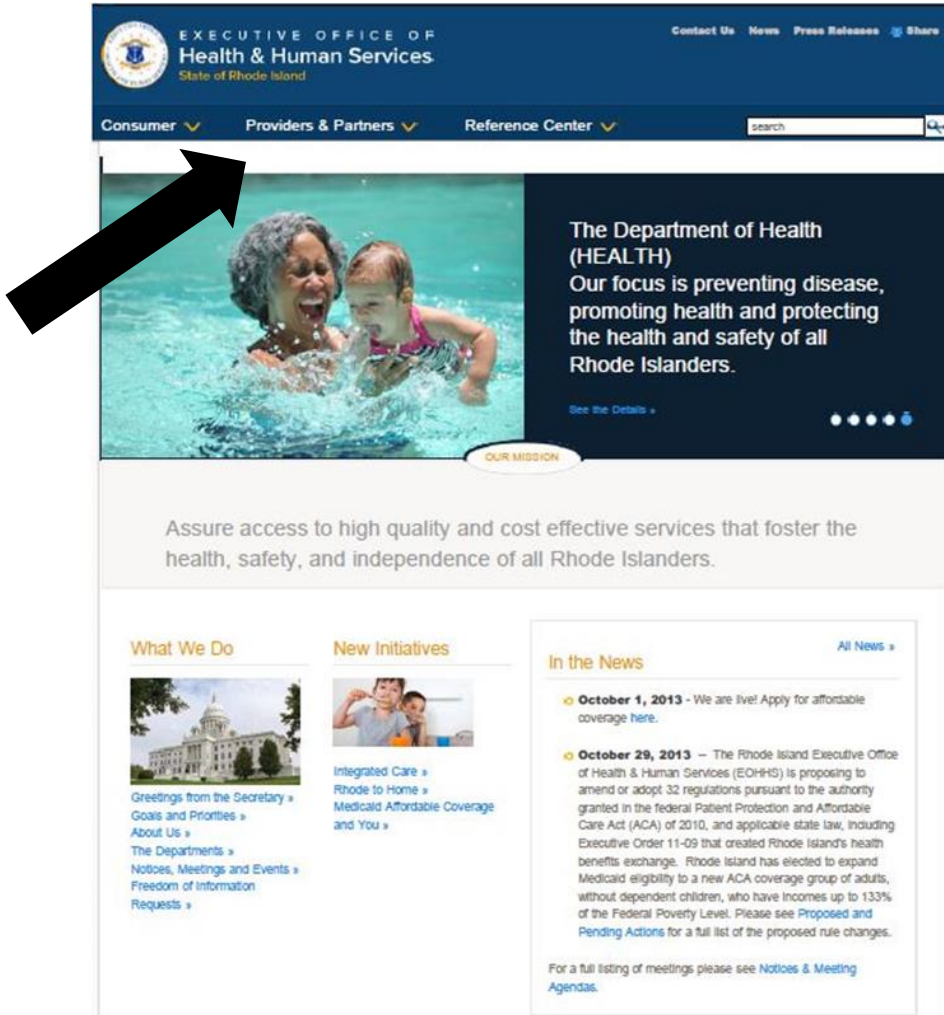 EXECUTIVE OFFICE OF
Health & Human Services
State of Rhode Island
Contact Us News Press Releases Share
Consumer Providers & Partners Reference Center search
The Department of Health
(HEALTH)
Our focus is preventing disease,
promoting health and protecting
the health and safety of all
Rhode Islanders.
See the Details »
OUR MISSION
Assure access to high quality and cost effective services that foster the
health, safety, and independence of all Rhode Islanders.
What We Do
Greetings from the Secretary »
Goals and Priorities »
About Us »
The Departments »
Notices, Meetings and Events »
Freedom of Information
Requests »
New Initiatives
Integrated Care »
Rhode to Home »
Medicaid Affordable Coverage
and You »
All News »
In the News
October 1, 2013 - We are live! Apply for affordable
coverage here.
October 29, 2013 – The Rhode Island Executive Office
of Health & Human Services (EOHHS) is proposing to
amend or adopt 32 regulations pursuant to the authority
granted in the federal Patient Protection and Affordable
Care Act (ACA) of 2010, and applicable state law, including
Executive Order 11-09 that created Rhode Island's health
benefits exchange. Rhode Island has elected to expand
Medicaid eligibility to a new ACA coverage group of adults,
without dependent children, who have incomes up to 133%
of the Federal Poverty Level. Please see Proposed and
Pending Actions for a full list of the proposed rule changes.
For a full listing of meetings please see Notices & Meeting
Agendas.